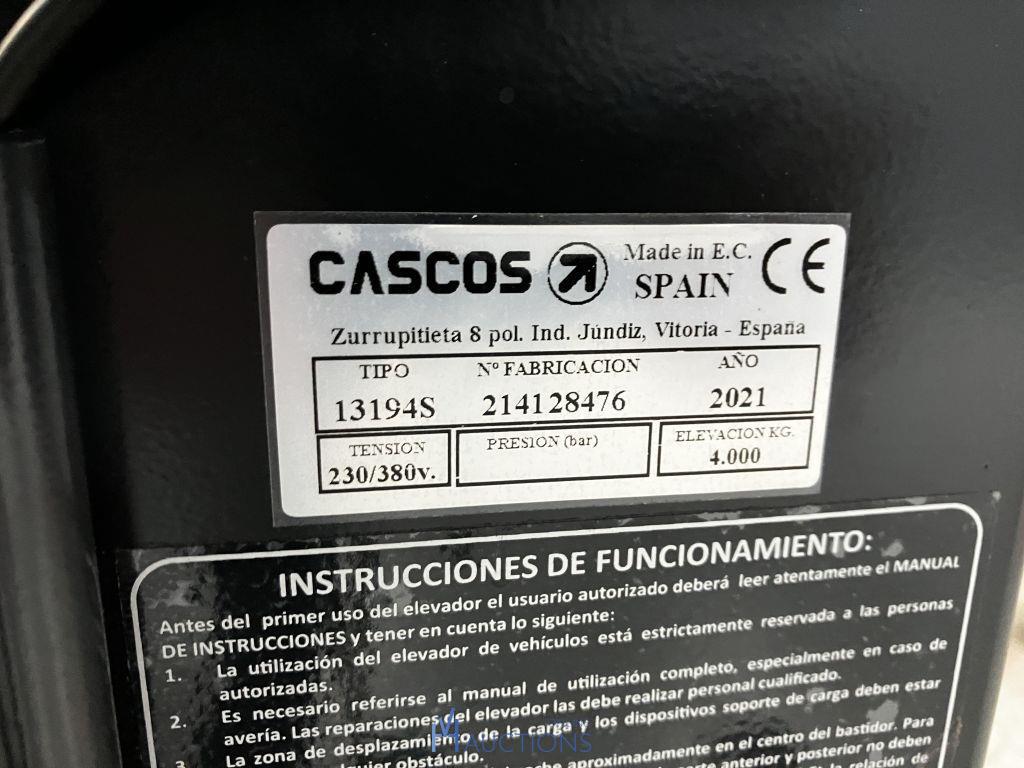 CASCOS
Made in E.C.
SPAIN
CE
Zurrupitieta 8 pol. Ind. Júndiz, Vitoria - España
TIPO Nº FABRICACION AÑO
13194S 214128476 2021
TENSION PRESION (bar) ELEVACION KG.
230/380v. 4.000
INSTRUCCIONES DE FUNCIONAMIENTO:
Antes del primer uso del elevador el usuario autorizado deberá leer atentamente el MANUAL
DE INSTRUCCIONES y tener en cuenta lo siguiente:
1. La utilización del elevador de vehículos está estrictamente reservada a las personas
autorizadas.
2. Es necesario referirse al manual de utilización completo, especialmente en caso de
avería. Las reparaciones del elevador las debe realizar personal cualificado.
3. La zona de desplazamiento de la carga y los dispositivos soporte de carga deben estar
obstáculo.
aproximadamente en el centro del bastidor. Para
anterior y posterior no deben
relación de
AUCTIONS